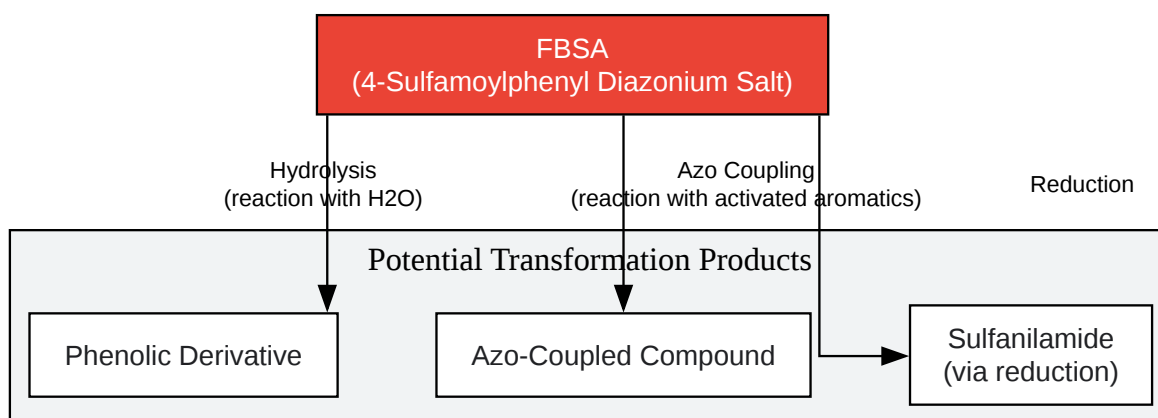 FBSA
(4-Sulfamoylphenyl Diazonium Salt)
Hydrolysis
(reaction with H2O)
Azo Coupling
(reaction with activated aromatics)
Reduction
Potential Transformation Products
Phenolic Derivative
Azo-Coupled Compound
Sulfanilamide
(via reduction)